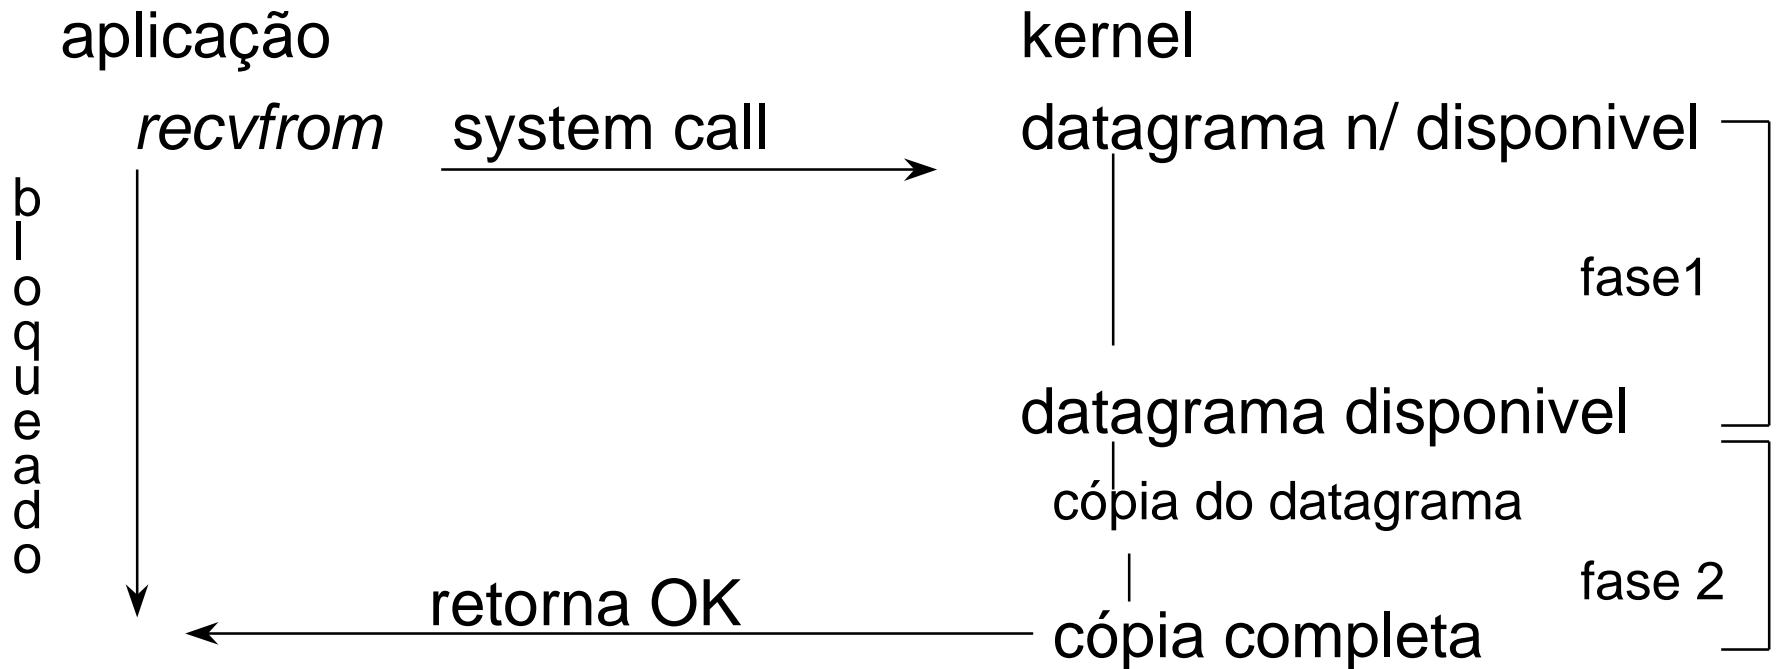 aplicação
kernel
recvfrom
system call
datagrama n/ disponivel
bloqueado
fase1
datagrama disponivel
cópia do datagrama
fase 2
retorna OK
cópia completa